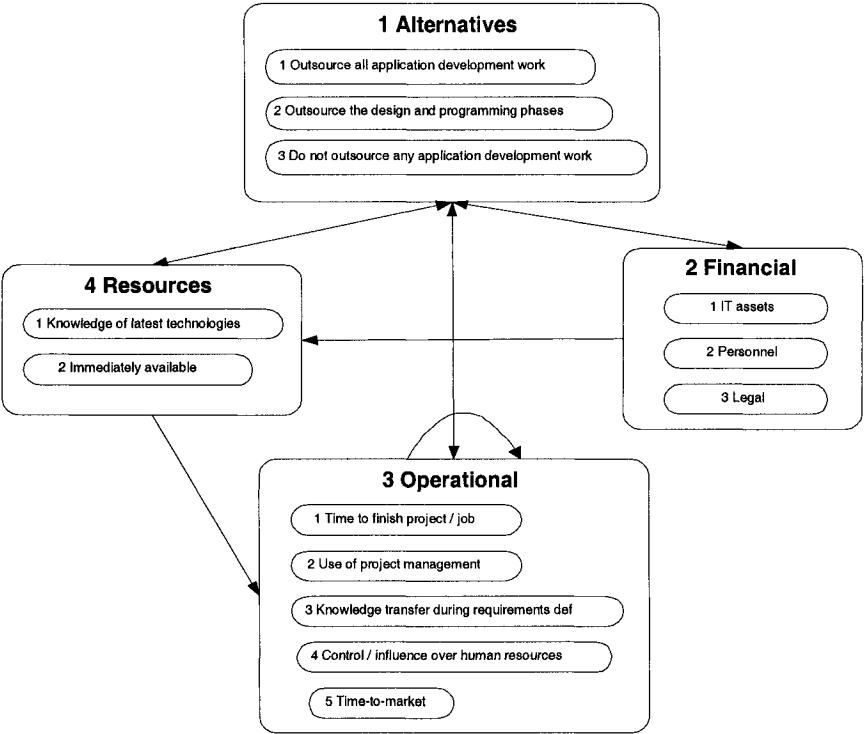 1 Alternatives
1 Outsource all application development work
2 Outsource the design and programming phases
3 Do not outsource any application development work
4 Resources
1 Knowledge of latest technologies
2 Immediately available
2 Financial
1 IT assets
2 Personnel
3 Legal
3 Operational
1 Time to finish project / job
2 Use of project management
3 Knowledge transfer during requirements def
4 Control / influence over human resources
5 Time-to-market